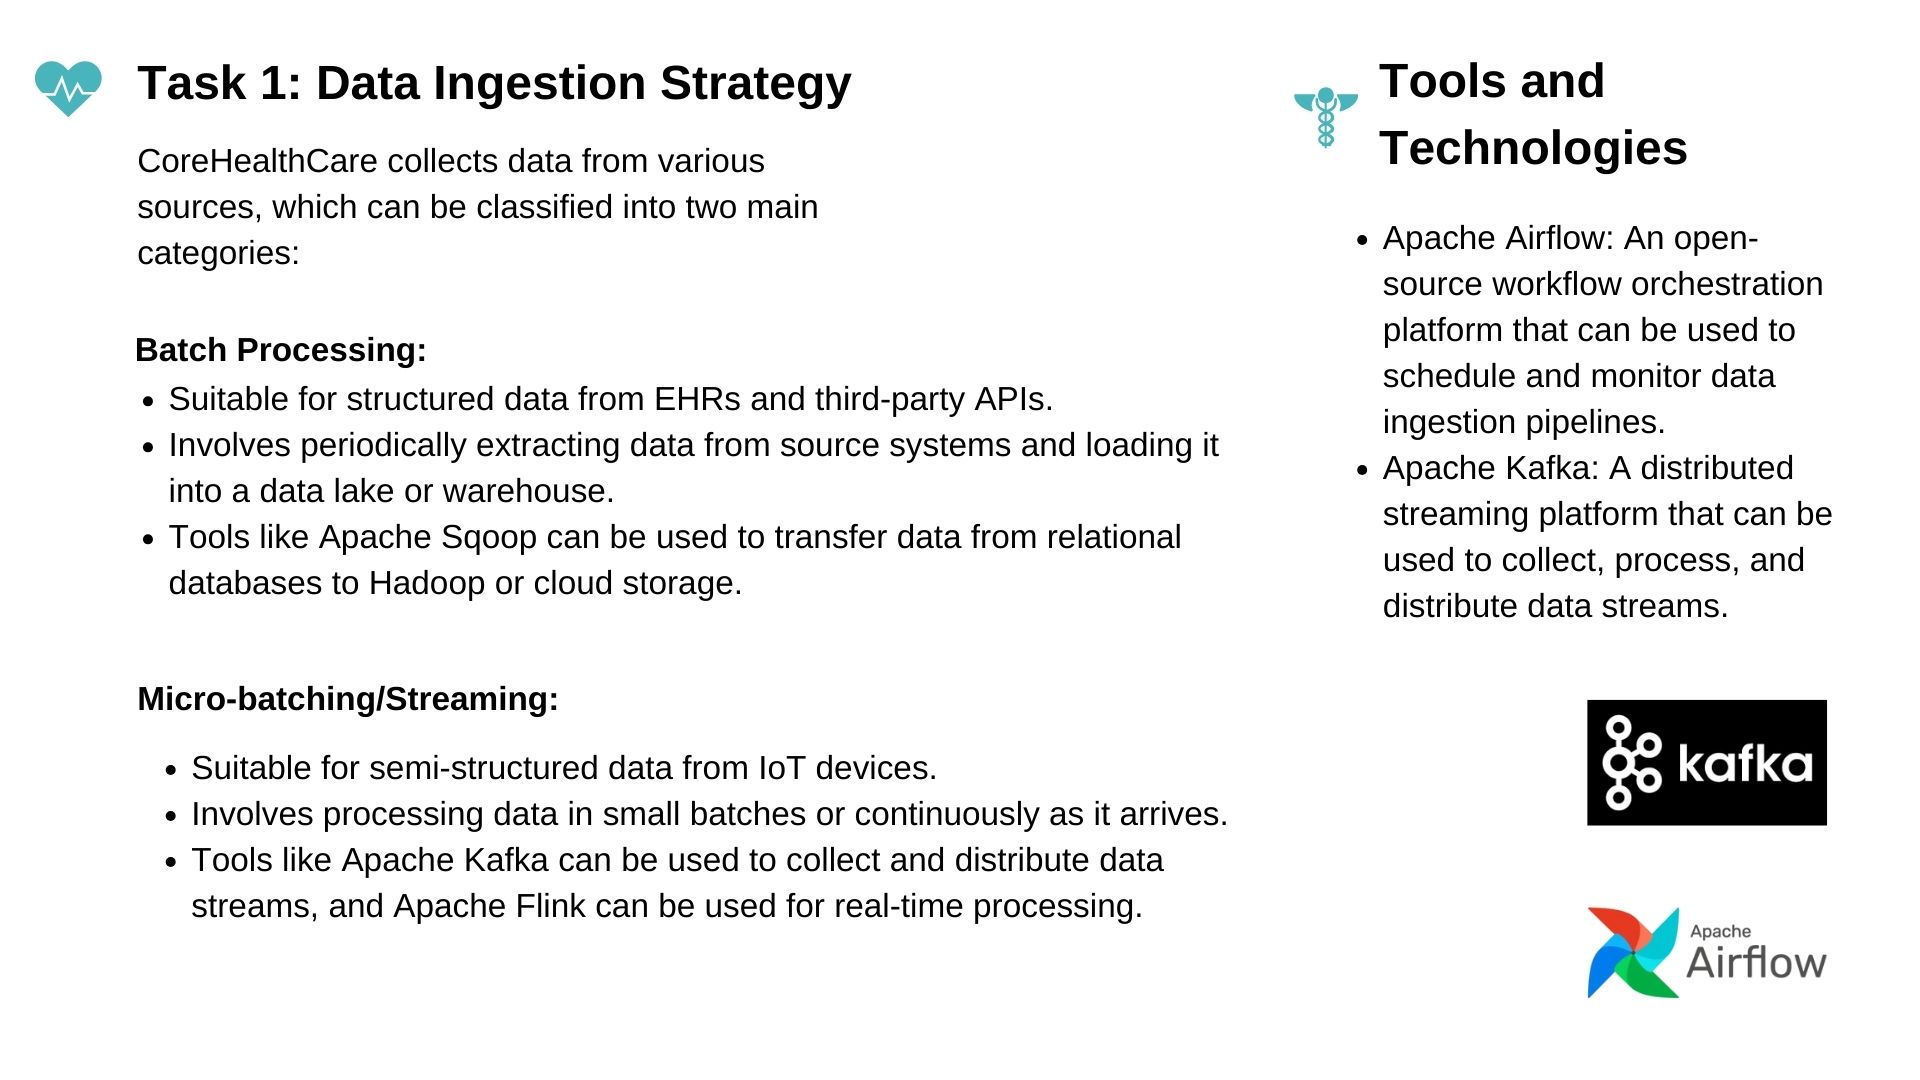 Task 1: Data Ingestion Strategy
CoreHealthCare collects data from various
sources, which can be classified into two main
categories:
Batch Processing:
• Suitable for structured data from EHRs and third-party APIs.
• Involves periodically extracting data from source systems and loading it
into a data lake or warehouse.
• Tools like Apache Sqoop can be used to transfer data from relational
databases to Hadoop or cloud storage.
Micro-batching/Streaming:
• Suitable for semi-structured data from IoT devices.
• Involves processing data in small batches or continuously as it arrives.
• Tools like Apache Kafka can be used to collect and distribute data
streams, and Apache Flink can be used for real-time processing.
Tools and
Technologies
• Apache Airflow: An open-
source workflow orchestration
platform that can be used to
schedule and monitor data
ingestion pipelines.
• Apache Kafka: A distributed
streaming platform that can be
used to collect, process, and
distribute data streams.
kafka
Apache
Airflow